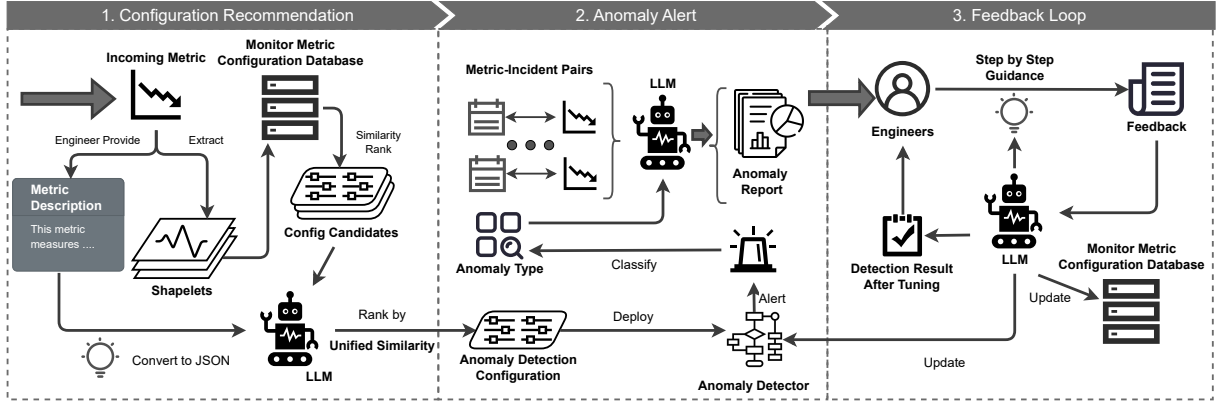 1. Configuration Recommendation
2. Anomaly Alert
3. Feedback Loop
Incoming Metric
Monitor Metric
Configuration Database
Engineer Provide
Extract
Similarity
Rank
Metric
Description
This metric
measures ....
Shapelets
Config Candidates
Convert to JSON
LLM
Rank by
Unified Similarity
Metric-Incident Pairs
LLM
Anomaly
Report
Anomaly Type
Classify
Alert
Anomaly Detection
Configuration
Deploy
Anomaly Detector
Engineers
Step by Step
Guidance
Feedback
LLM
Detection Result
After Tuning
Monitor Metric
Configuration Database
Update
Update